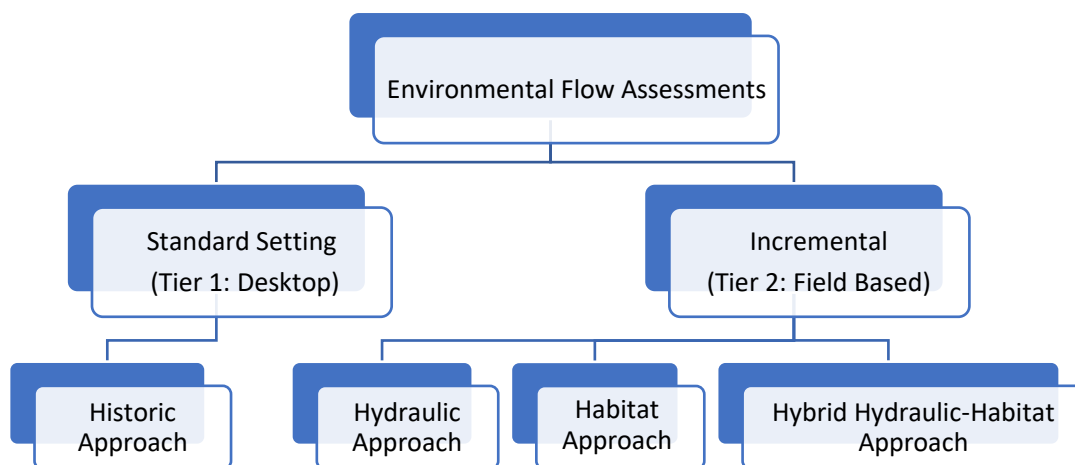 Environmental Flow Assessments
Standard Setting
(Tier 1: Desktop)
Incremental
(Tier 2: Field Based)
Historic
Approach
Hydraulic
Approach
Habitat
Approach
Hybrid Hydraulic-Habitat
Approach